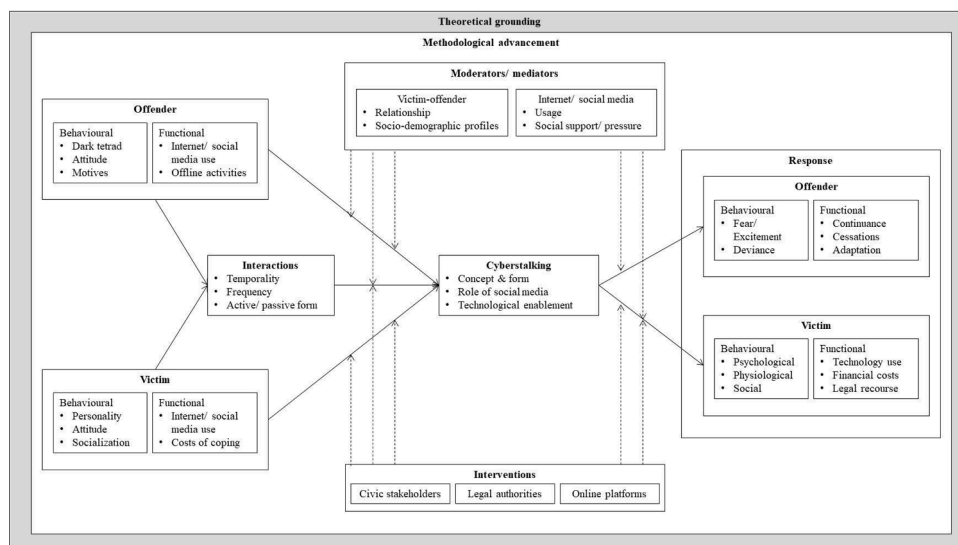 Theoretical grounding
Methodological advancement
Moderators/ mediators
Victim-offender
• Relationship
• Socio-demographic profiles
Internet/ social media
• Usage
• Social support/ pressure
Offender
Behavioural
• Dark tetrad
• Attitude
• Motives
Functional
• Internet/ social
media use
• Offline activities
Interactions
• Temporality
• Frequency
• Active/ passive form
Cyberstalking
• Concept & form
• Role of social media
• Technological enablement
Victim
Behavioural
• Personality
• Attitude
• Socialization
Functional
• Internet/ social
media use
• Costs of coping
Response
Offender
Behavioural
• Fear/
Excitement
• Deviance
Functional
• Continuance
• Cessations
• Adaptation
Victim
Behavioural
• Psychological
• Physiological
• Social
Functional
• Technology use
• Financial costs
• Legal recourse
Interventions
Civic stakeholders
Legal authorities
Online platforms